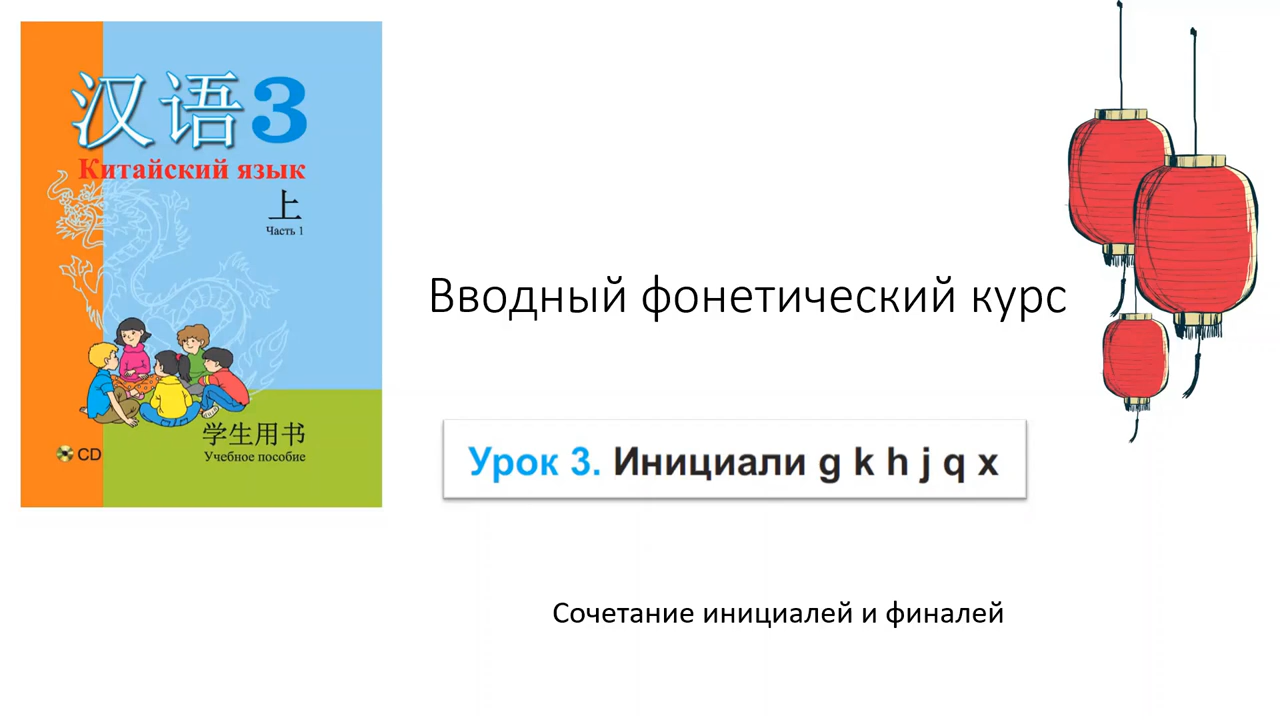 汉语3
Китайский язык
上
Часть 1
学生用书
Учебное пособие
CD
Вводный фонетический курс
Урок 3. Инициали g k h j q x
Сочетание инициалей и финалей